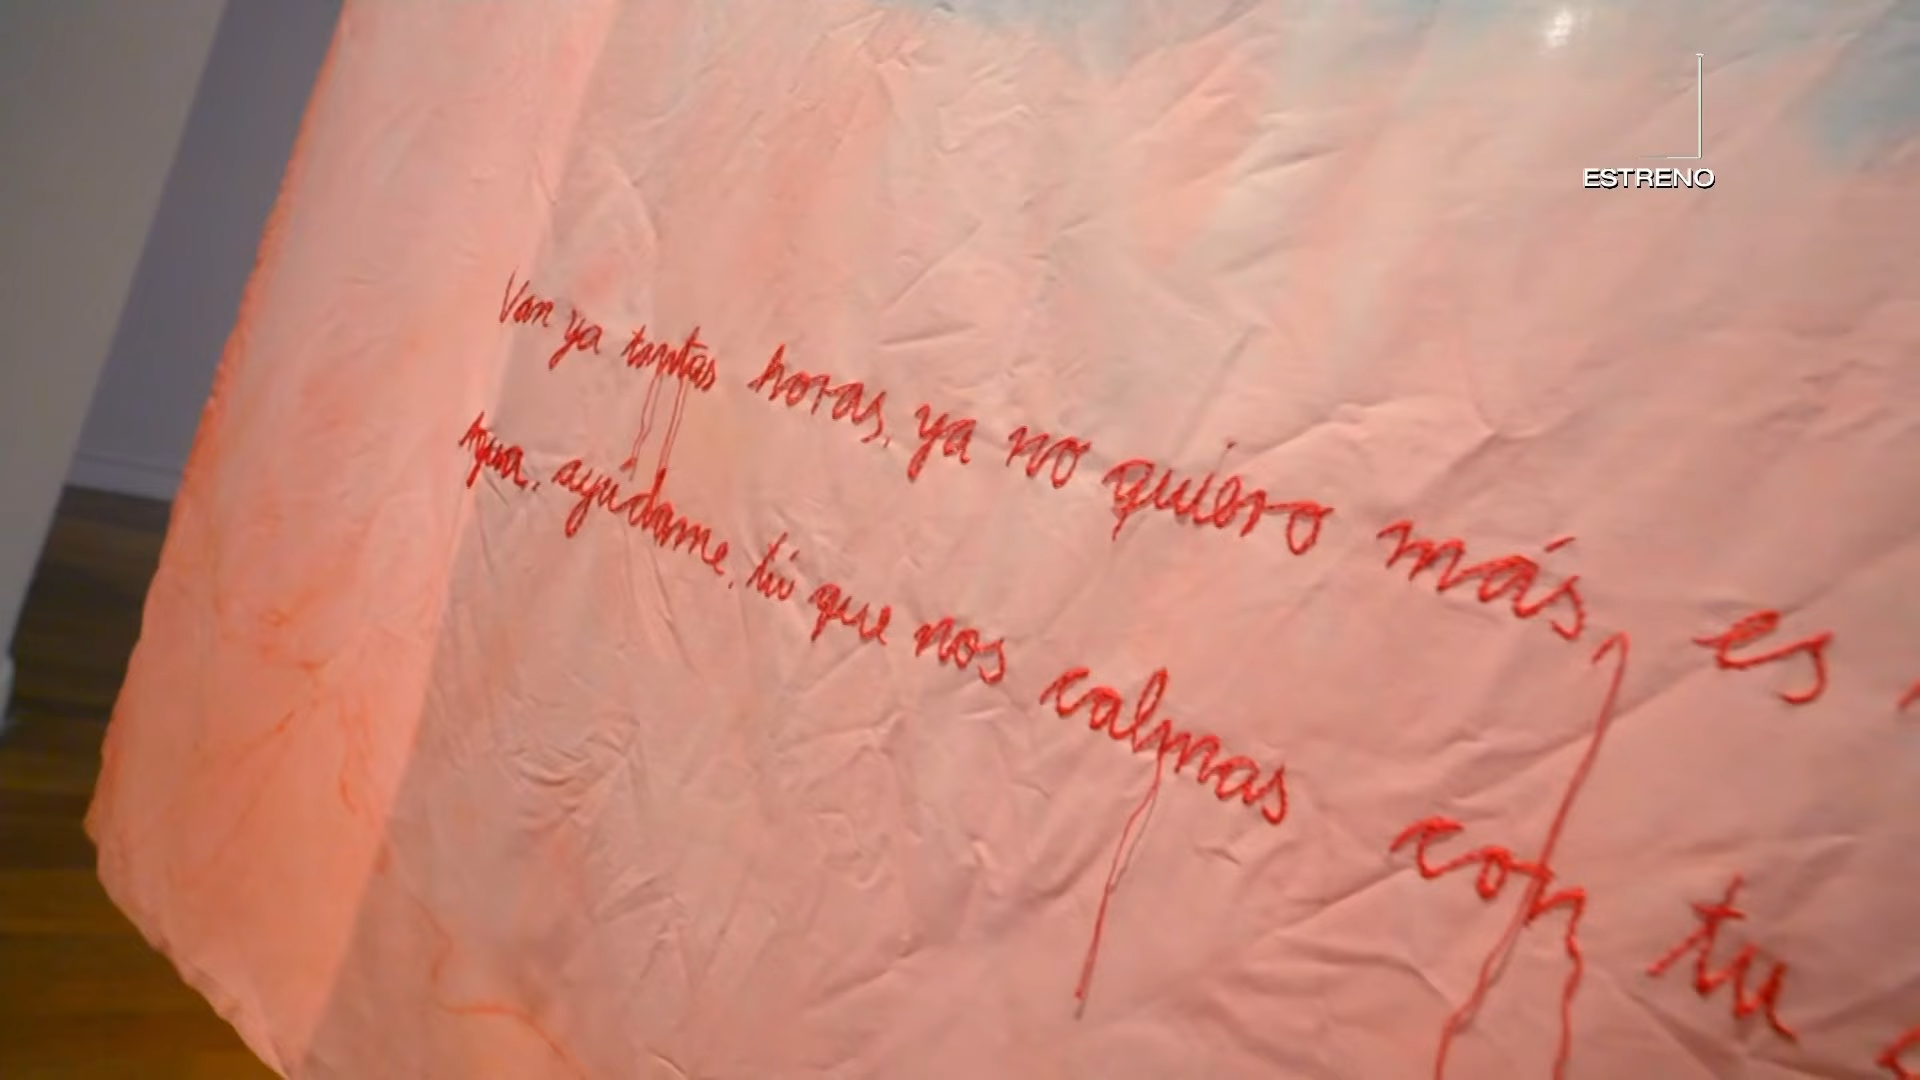 ESTRENO
Van ya tantas horas, ya no quiero más, es
Agua, ayúdame, tú que nos calmas con tu